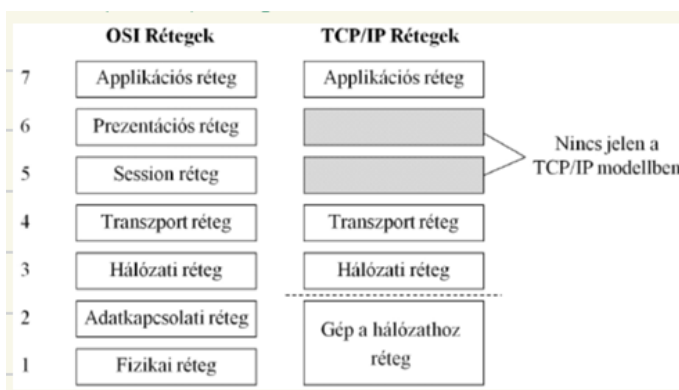 OSI Rétegek TCP/IP Rétegek
7 Applikációs réteg Applikációs réteg
6 Prezentációs réteg
Nincs jelen a
TCP/IP modellben
5 Session réteg
4 Transzport réteg Transzport réteg
3 Hálózati réteg Hálózati réteg
2 Adatkapcsolati réteg
Gép a hálózathoz
réteg
1 Fizikai réteg